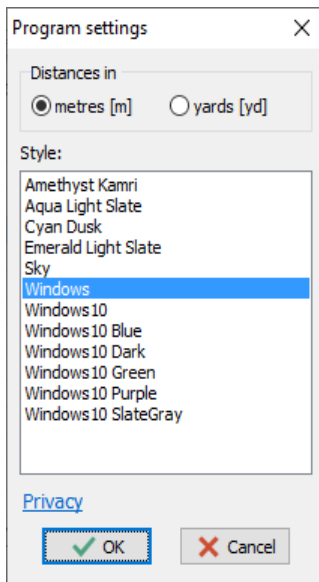 Program settings
Distances in
metres [m] yards [yd]
Style:
Amethyst Kamri
Aqua Light Slate
Cyan Dusk
Emerald Light Slate
Sky
Windows
Windows10
Windows10 Blue
Windows10 Dark
Windows10 Green
Windows10 Purple
Windows10 SlateGray
Privacy
OK Cancel